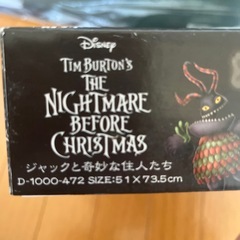 Disney
TIM BURTON'S
THE
NIGHTMARE
BEFORE
CHRISTMAS
ジャックと奇妙な住人たち
D-1000-472 SIZE:51×73.5cm